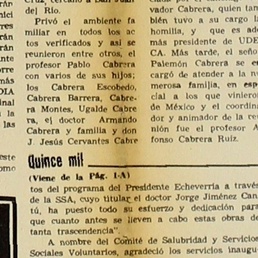 Cruz, cercano a San Juan
del Río.
Privó el ambiente fa
miliar en todos los ac
tos verificados y así se
reunieron entre otros, el
profesor Pablo Cabrera
con varios de sus hijos;
los Cabrera Escobedo,
Cabrera Barrera, Cabre
ra Montes, Ugalde Cabre
ra, el doctor Armando
Cabrera y familia y don
J. Jesús Cervantes Cabre
vador Cabrera, quien tam
bién tuvo a su cargo la
homilía, y que es ade
más presidente de UDE
CA. Más tarde, el señor
Palemón Cabrera se en
cargó de atender a la nu
merosa familia, en espe
cial a los que vinieron
de México y el coordina
dor y animador de la reu
nión fue el profesor A
fonso Cabrera Ruiz.
Quince mil
(Viene de la Pág. 1-A)
tos del programa del Presidente Echeverría a través
de la SSA, cuyo titular el doctor Jorge Jiménez Can
tú, ha puesto todo su esfuerzo y dedicación para
que cuanto antes se lleven a cabo estas obras de
tanta trascendencia".
A nombre del Comité de Salubridad y Servicios
Sociales Voluntarios, agradeció los servicios inaugu